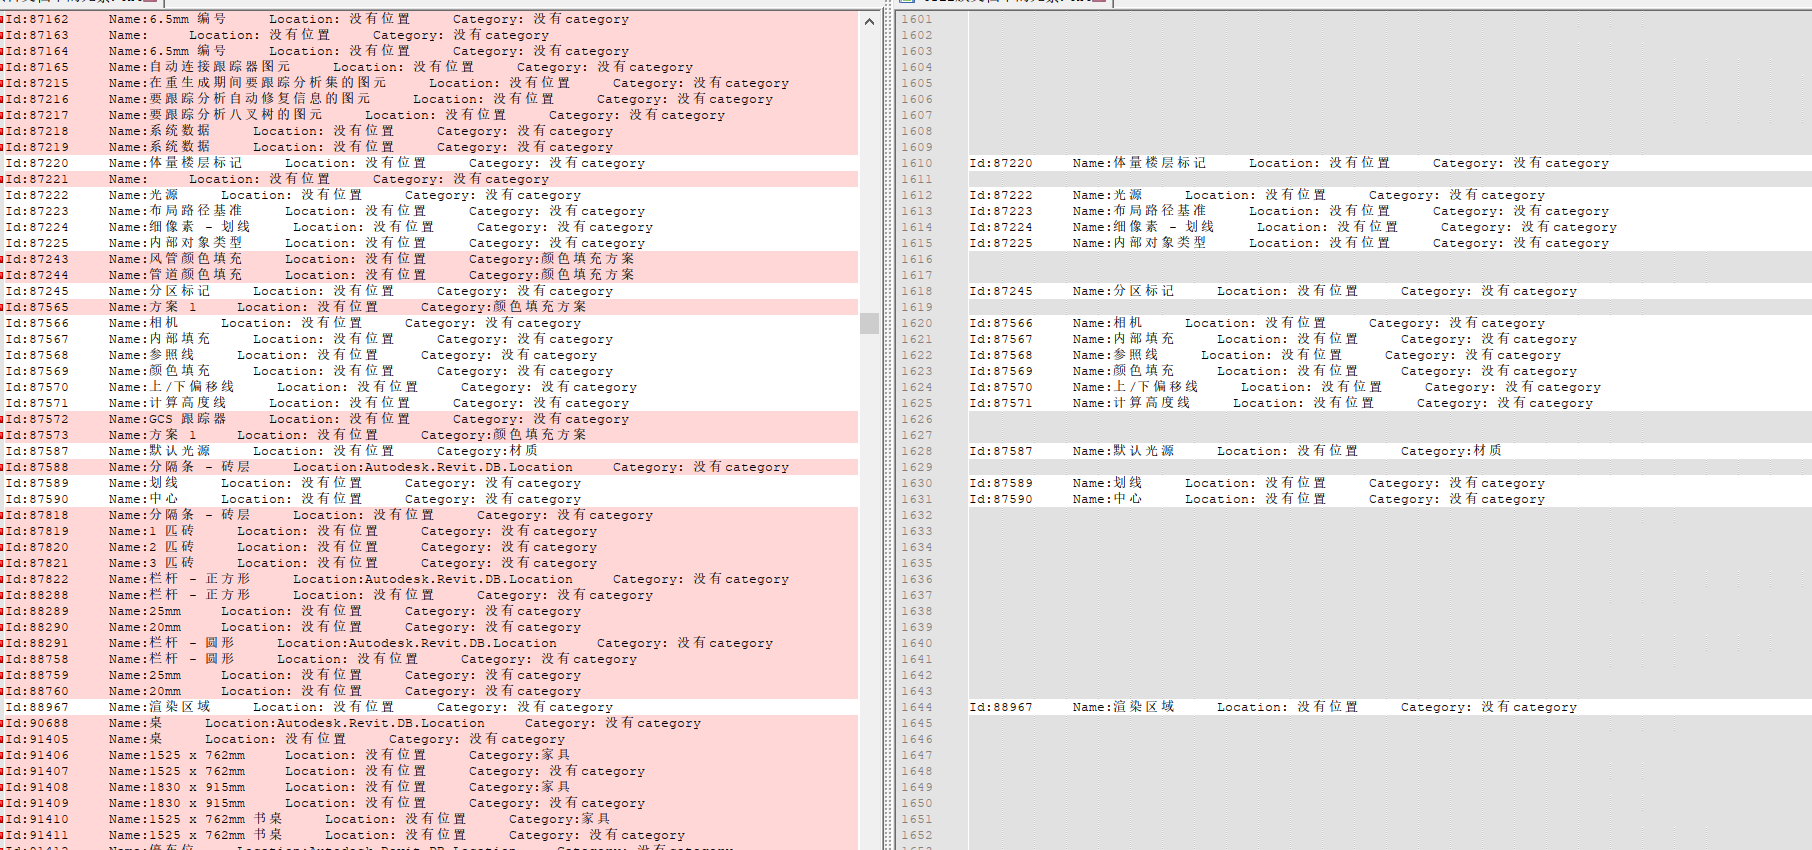 Id:87162 Name:6.5mm 编号 Location: 没有位置 Category: 没有category
Id:87163 Name: Location: 没有位置 Category: 没有category
Id:87164 Name:6.5mm 编号 Location: 没有位置 Category: 没有category
Id:87165 Name:自动连接跟踪器图元 Location: 没有位置 Category: 没有category
Id:87215 Name:在重生成期间要跟踪分析集的图元 Location: 没有位置 Category: 没有category
Id:87216 Name:要跟踪分析自动修复信息的图元 Location: 没有位置 Category: 没有category
Id:87217 Name:要跟踪分析八叉树的图元 Location: 没有位置 Category: 没有category
Id:87218 Name:系统数据 Location: 没有位置 Category: 没有category
Id:87219 Name:系统数据 Location: 没有位置 Category: 没有category
Id:87220 Name:体量楼层标记 Location: 没有位置 Category: 没有category
Id:87221 Name: Location: 没有位置 Category: 没有category
Id:87222 Name:光源 Location: 没有位置 Category: 没有category
Id:87223 Name:布局路径基准 Location: 没有位置 Category: 没有category
Id:87224 Name:细像素 - 划线 Location: 没有位置 Category: 没有category
Id:87225 Name:内部对象类型 Location: 没有位置 Category: 没有category
Id:87243 Name:风管颜色填充 Location: 没有位置 Category:颜色填充方案
Id:87244 Name:管道颜色填充 Location: 没有位置 Category:颜色填充方案
Id:87245 Name:分区标记 Location: 没有位置 Category: 没有category
Id:87565 Name:方案 1 Location: 没有位置 Category:颜色填充方案
Id:87566 Name:相机 Location: 没有位置 Category: 没有category
Id:87567 Name:内部填充 Location: 没有位置 Category: 没有category
Id:87568 Name:参照线 Location: 没有位置 Category: 没有category
Id:87569 Name:颜色填充 Location: 没有位置 Category: 没有category
Id:87570 Name:上/下偏移线 Location: 没有位置 Category: 没有category
Id:87571 Name:计算高度线 Location: 没有位置 Category: 没有category
Id:87572 Name:GCS 跟踪器 Location: 没有位置 Category: 没有category
Id:87573 Name:方案 1 Location: 没有位置 Category:颜色填充方案
Id:87587 Name:默认光源 Location: 没有位置 Category:材质
Id:87588 Name:分隔条 - 砖层 Location:Autodesk.Revit.DB.Location Category: 没有category
Id:87589 Name:划线 Location: 没有位置 Category: 没有category
Id:87590 Name:中心 Location: 没有位置 Category: 没有category
Id:87818 Name:分隔条 - 砖层 Location: 没有位置 Category: 没有category
Id:87819 Name:1 匹砖 Location: 没有位置 Category: 没有category
Id:87820 Name:2 匹砖 Location: 没有位置 Category: 没有category
Id:87821 Name:3 匹砖 Location: 没有位置 Category: 没有category
Id:87822 Name:栏杆 - 正方形 Location:Autodesk.Revit.DB.Location Category: 没有category
Id:88288 Name:栏杆 - 正方形 Location: 没有位置 Category: 没有category
Id:88289 Name:25mm Location: 没有位置 Category: 没有category
Id:88290 Name:20mm Location: 没有位置 Category: 没有category
Id:88291 Name:栏杆 - 圆形 Location:Autodesk.Revit.DB.Location Category: 没有category
Id:88758 Name:栏杆 - 圆形 Location: 没有位置 Category: 没有category
Id:88759 Name:25mm Location: 没有位置 Category: 没有category
Id:88760 Name:20mm Location: 没有位置 Category: 没有category
Id:88967 Name:渲染区域 Location: 没有位置 Category: 没有category
Id:90688 Name:桌 Location:Autodesk.Revit.DB.Location Category: 没有category
Id:91405 Name:桌 Location: 没有位置 Category: 没有category
Id:91406 Name:1525 x 762mm Location: 没有位置 Category:家具
Id:91407 Name:1525 x 762mm Location: 没有位置 Category: 没有category
Id:91408 Name:1830 x 915mm Location: 没有位置 Category:家具
Id:91409 Name:1830 x 915mm Location: 没有位置 Category: 没有category
Id:91410 Name:1525 x 762mm 书桌 Location: 没有位置 Category:家具
Id:91411 Name:1525 x 762mm 书桌 Location: 没有位置 Category: 没有category
1601
1602
1603
1604
1605
1606
1607
1608
1609
1610 Id:87220 Name:体量楼层标记 Location: 没有位置 Category: 没有category
1611
1612 Id:87222 Name:光源 Location: 没有位置 Category: 没有category
1613 Id:87223 Name:布局路径基准 Location: 没有位置 Category: 没有category
1614 Id:87224 Name:细像素 - 划线 Location: 没有位置 Category: 没有category
1615 Id:87225 Name:内部对象类型 Location: 没有位置 Category: 没有category
1616
1617
1618 Id:87245 Name:分区标记 Location: 没有位置 Category: 没有category
1619
1620 Id:87566 Name:相机 Location: 没有位置 Category: 没有category
1621 Id:87567 Name:内部填充 Location: 没有位置 Category: 没有category
1622 Id:87568 Name:参照线 Location: 没有位置 Category: 没有category
1623 Id:87569 Name:颜色填充 Location: 没有位置 Category: 没有category
1624 Id:87570 Name:上/下偏移线 Location: 没有位置 Category: 没有category
1625 Id:87571 Name:计算高度线 Location: 没有位置 Category: 没有category
1626
1627
1628 Id:87587 Name:默认光源 Location: 没有位置 Category:材质
1629
1630 Id:87589 Name:划线 Location: 没有位置 Category: 没有category
1631 Id:87590 Name:中心 Location: 没有位置 Category: 没有category
1632
1633
1634
1635
1636
1637
1638
1639
1640
1641
1642
1643
1644 Id:88967 Name:渲染区域 Location: 没有位置 Category: 没有category
1645
1646
1647
1648
1649
1650
1651
1652